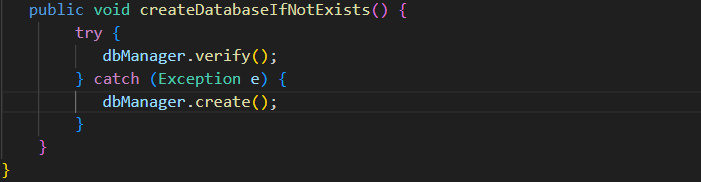 public void createDatabaseIfNotExists() {
try {
dbManager.verify();
} catch (Exception e) {
dbManager.create();
}
}
}